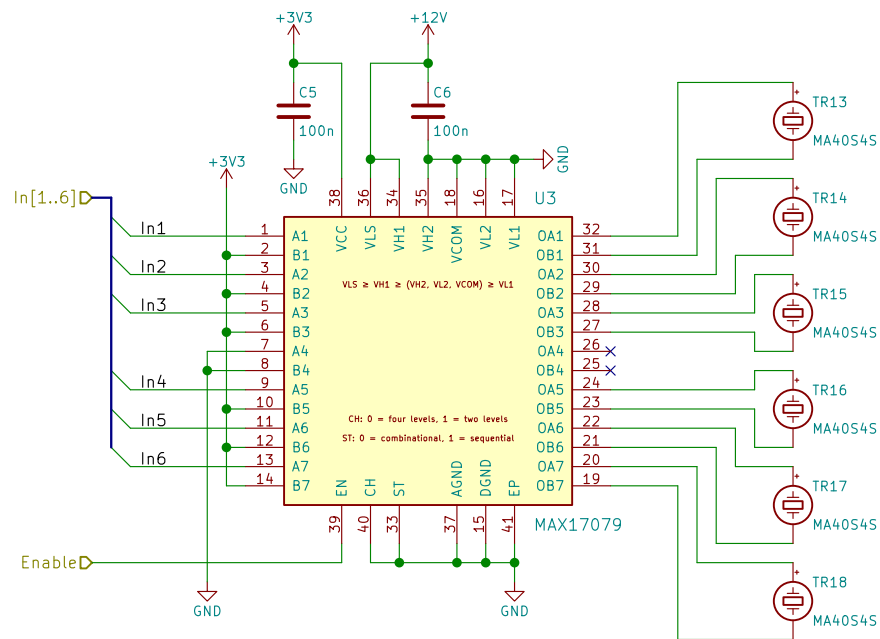 +3V3
+12V
C5
100n
C6
100n
GND
GND
+3V3
In[1..6]
U3
38 36 34 35 18 16 17
VCC VLS VH1 VH2 VCOM VL2 VL1
VLS ≥ VH1 ≥ (VH2, VL2, VCOM) ≥ VL1
In1 1 A1
2 B1
In2 3 A2
4 B2
In3 5 A3
6 B3
7 A4
8 B4
In4 9 A5
10 B5
In5 11 A6
12 B6
In6 13 A7
14 B7
OA1 32
OB1 31
OA2 30
OB2 29
OA3 28
OB3 27
OA4 26
OB4 25
OA5 24
OB5 23
OA6 22
OB6 21
OA7 20
OB7 19
CH: 0 = four levels, 1 = two levels
ST: 0 = combinational, 1 = sequential
EN CH ST AGND DGND EP
39 40 33 37 15 41
MAX17079
Enable
GND
GND
+
TR13
MA40S4S
+
TR14
MA40S4S
+
TR15
MA40S4S
+
TR16
MA40S4S
+
TR17
MA40S4S
+
TR18
MA40S4S